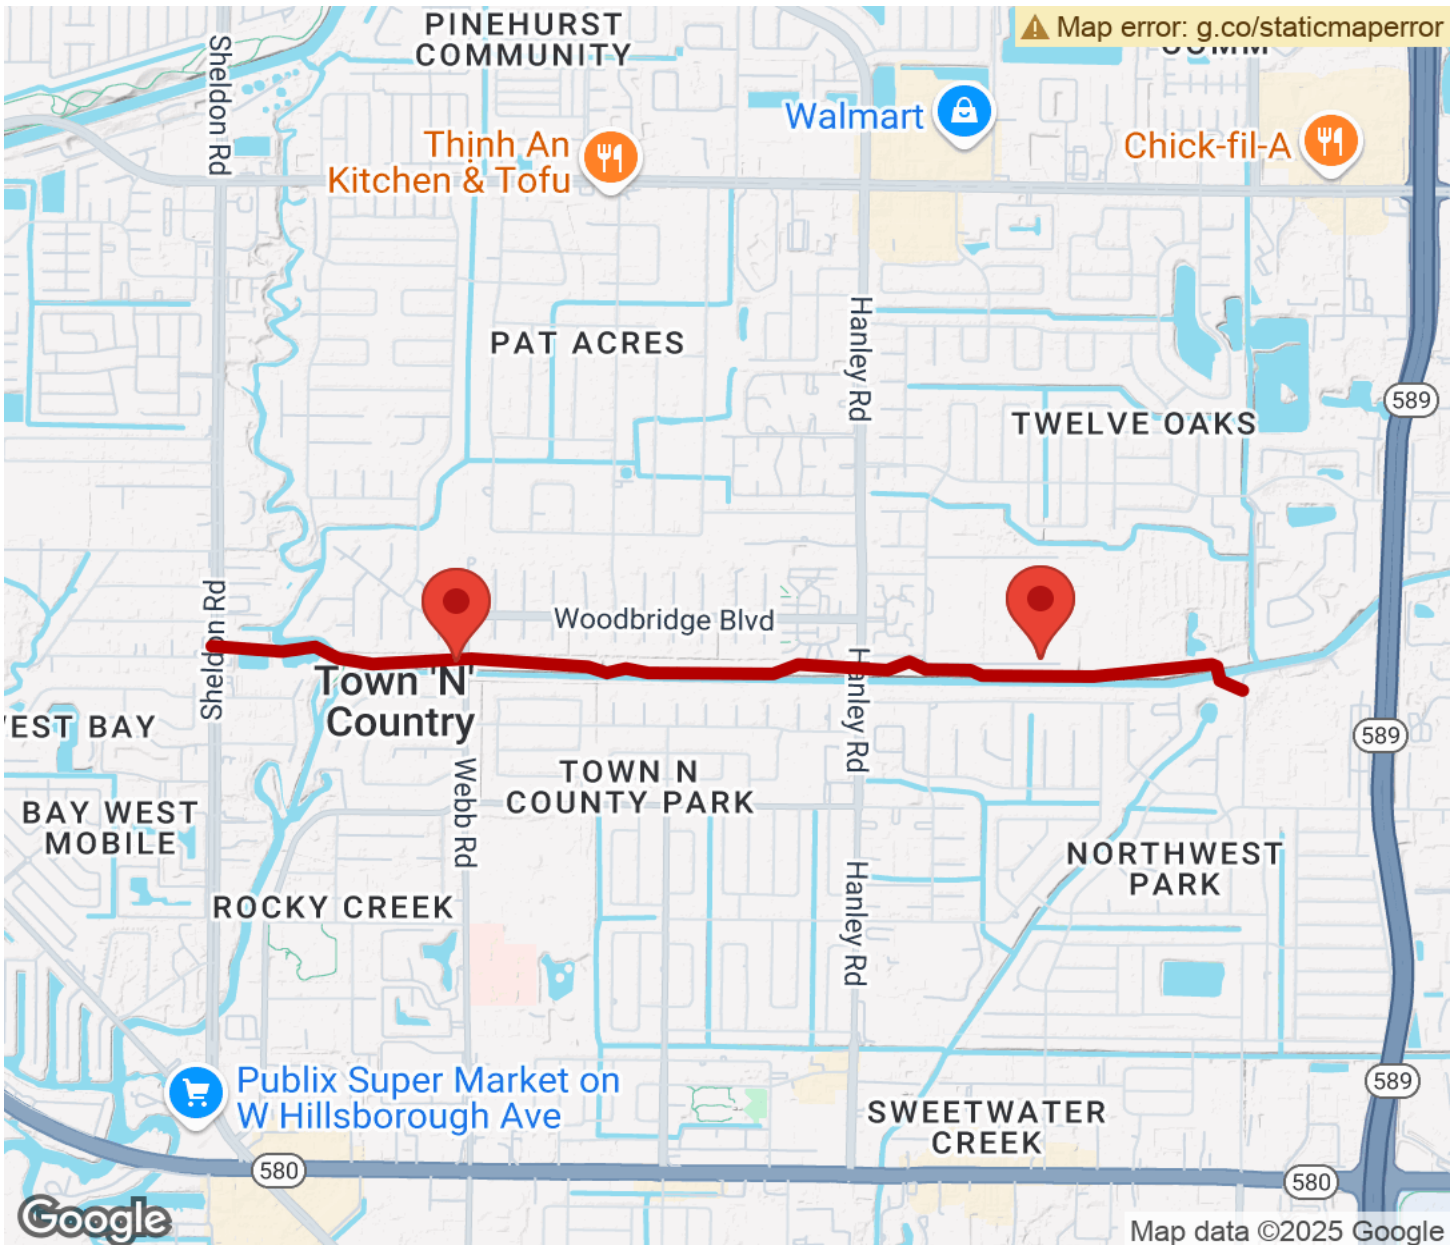 PINEHURST
COMMUNITY
Map error: g.co/staticmaperror
COMM
Sheldon Rd
Walmart
Thịnh An
Kitchen & Tofu
Chick-fil-A
PAT ACRES
Hanley Rd
589
TWELVE OAKS
Sheldon Rd
Woodbridge Blvd
Town 'N'
Country
Hanley Rd
EST BAY
589
TOWN N
COUNTY PARK
Webb Rd
BAY WEST
MOBILE
NORTHWEST
PARK
Hanley Rd
ROCKY CREEK
Publix Super Market on
W Hillsborough Ave
589
SWEETWATER
CREEK
580
580
Google
Map data ©2025 Google